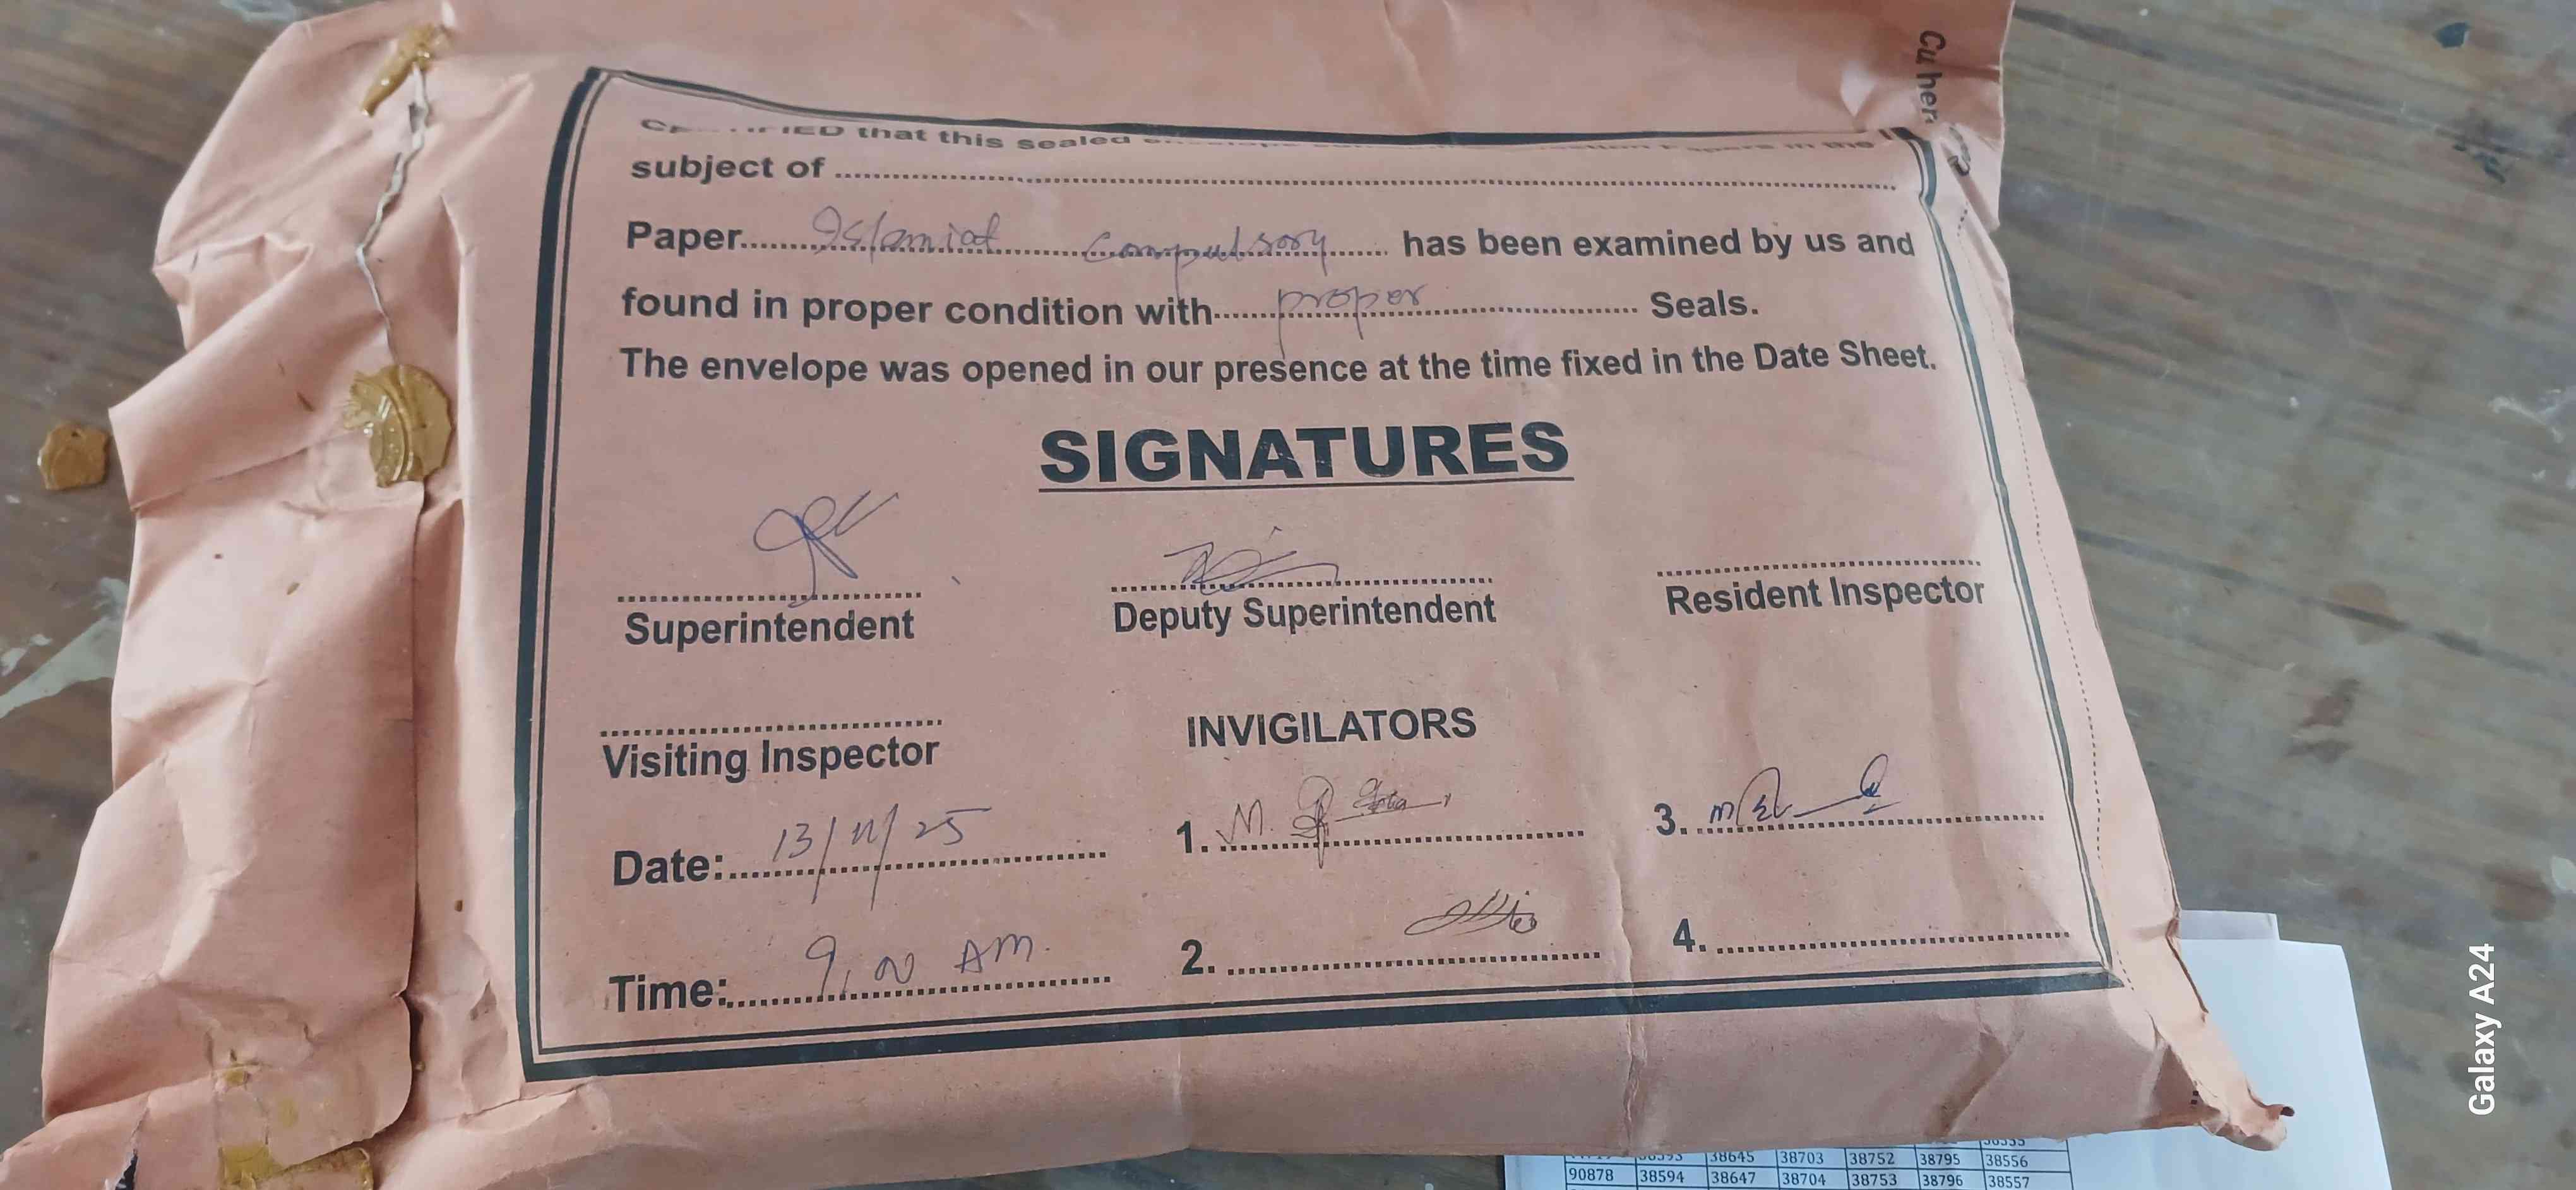 CERTIFIED that this sealed envelope
subject of
Paper Islamiat Compulsory has been examined by us and
found in proper condition with proper Seals.
The envelope was opened in our presence at the time fixed in the Date Sheet.
SIGNATURES
Superintendent
Deputy Superintendent
Resident Inspector
Visiting Inspector
INVIGILATORS
Date: 13/11/25
1. M.
3.
Time: 9,00 AM.
2.
4.
38645 38703 38752 38795 38556
90878 38594 38647 38704 38753 38796 38557
Galaxy A24